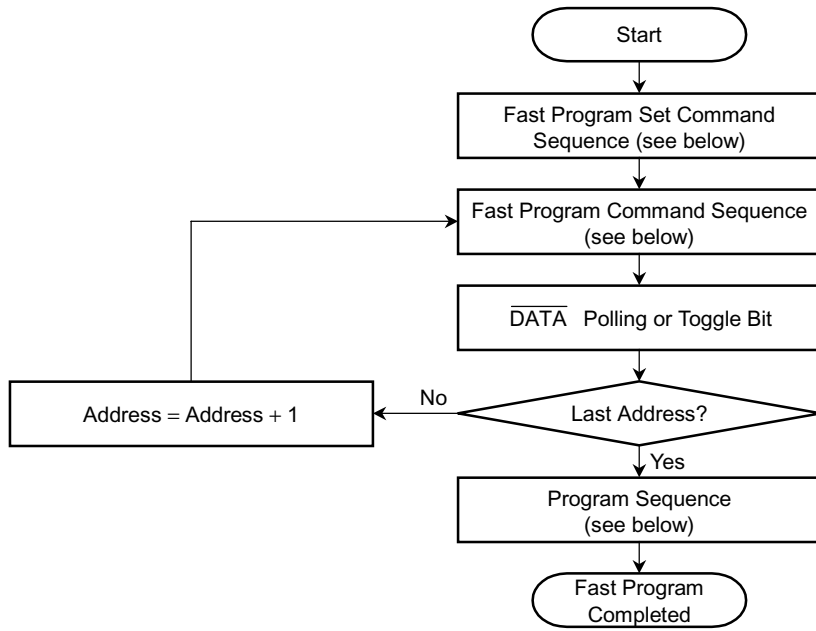 Start
Fast Program Set Command
Sequence (see below)
Fast Program Command Sequence
(see below)
D̅A̅T̅A̅ Polling or Toggle Bit
Address = Address + 1
No
Last Address?
Yes
Program Sequence
(see below)
Fast Program
Completed